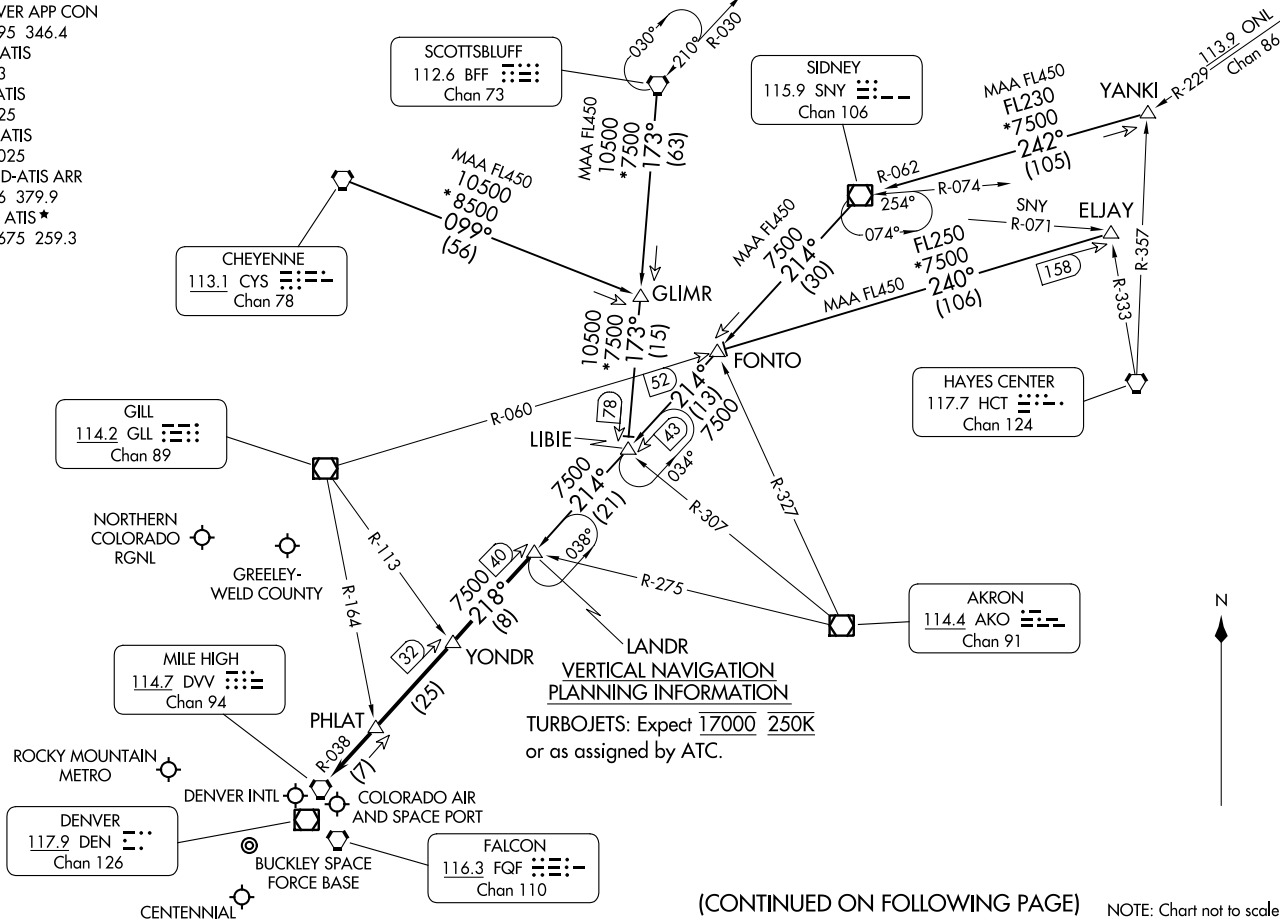 VER APP CON
95 346.4
ATIS
3
ATIS
25
ATIS
025
D-ATIS ARR
6 379.9
ATIS★
675 259.3
SCOTTSBLUFF
112.6 BFF
Chan 73
030°
210°
R-030
SIDNEY
115.9 SNY
Chan 106
113.9 ONL
Chan 86
R-229
YANKI
MAA FL450
FL230
*7500
242°
(105)
R-062
R-074
254°
074°
SNY
R-071
ELJAY
R-357
MAA FL450
10500
*7500
173°
(63)
MAA FL450
10500
*8500
099°
(56)
CHEYENNE
113.1 CYS
Chan 78
GLIMR
MAA FL450
7500
214°
(30)
MAA FL450
FL250
*7500
240°
(106)
158
R-333
10500
*7500
173°
(15)
FONTO
HAYES CENTER
117.7 HCT
Chan 124
GILL
114.2 GLL
Chan 89
R-060
52
78
214°
(13)
7500
43
034°
LIBIE
NORTHERN
COLORADO
RGNL
GREELEY-
WELD COUNTY
R-113
R-164
7500
214°
(21)
R-307
R-327
40
038°
R-275
7500
218°
(8)
AKRON
114.4 AKO
Chan 91
N
32
YONDR
LANDR
VERTICAL NAVIGATION
PLANNING INFORMATION
TURBOJETS: Expect 17000 250K
or as assigned by ATC.
MILE HIGH
114.7 DVV
Chan 94
(25)
PHLAT
R-038
(7)
ROCKY MOUNTAIN
METRO
DENVER INTL
COLORADO AIR
AND SPACE PORT
DENVER
117.9 DEN
Chan 126
BUCKLEY SPACE
FORCE BASE
FALCON
116.3 FQF
Chan 110
CENTENNIAL
(CONTINUED ON FOLLOWING PAGE)
NOTE: Chart not to scale